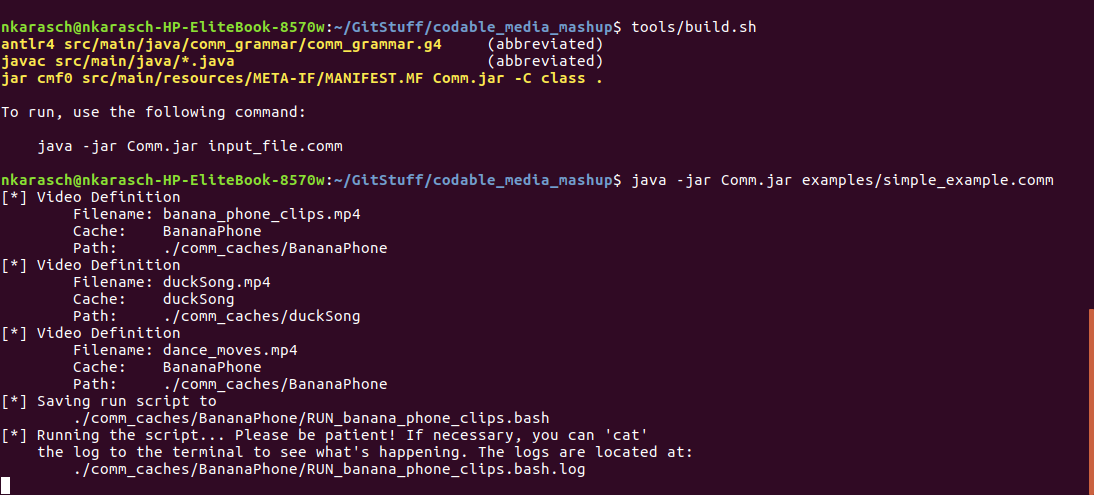 nkarasch@nkarasch-HP-EliteBook-8570w:~/GitStuff/codable_media_mashup$ tools/build.sh
antlr4 src/main/java/comm_grammar/comm_grammar.g4     (abbreviated)
javac src/main/java/*.java                            (abbreviated)
jar cmf0 src/main/resources/META-IF/MANIFEST.MF Comm.jar -C class .
To run, use the following command:
    java -jar Comm.jar input_file.comm
nkarasch@nkarasch-HP-EliteBook-8570w:~/GitStuff/codable_media_mashup$ java -jar Comm.jar examples/simple_example.comm
[*] Video Definition
        Filename: banana_phone_clips.mp4
        Cache:    BananaPhone
        Path:     ./comm_caches/BananaPhone
[*] Video Definition
        Filename: duckSong.mp4
        Cache:    duckSong
        Path:     ./comm_caches/duckSong
[*] Video Definition
        Filename: dance_moves.mp4
        Cache:    BananaPhone
        Path:     ./comm_caches/BananaPhone
[*] Saving run script to
        ./comm_caches/BananaPhone/RUN_banana_phone_clips.bash
[*] Running the script... Please be patient! If necessary, you can 'cat'
    the log to the terminal to see what's happening. The logs are located at:
        ./comm_caches/BananaPhone/RUN_banana_phone_clips.bash.log